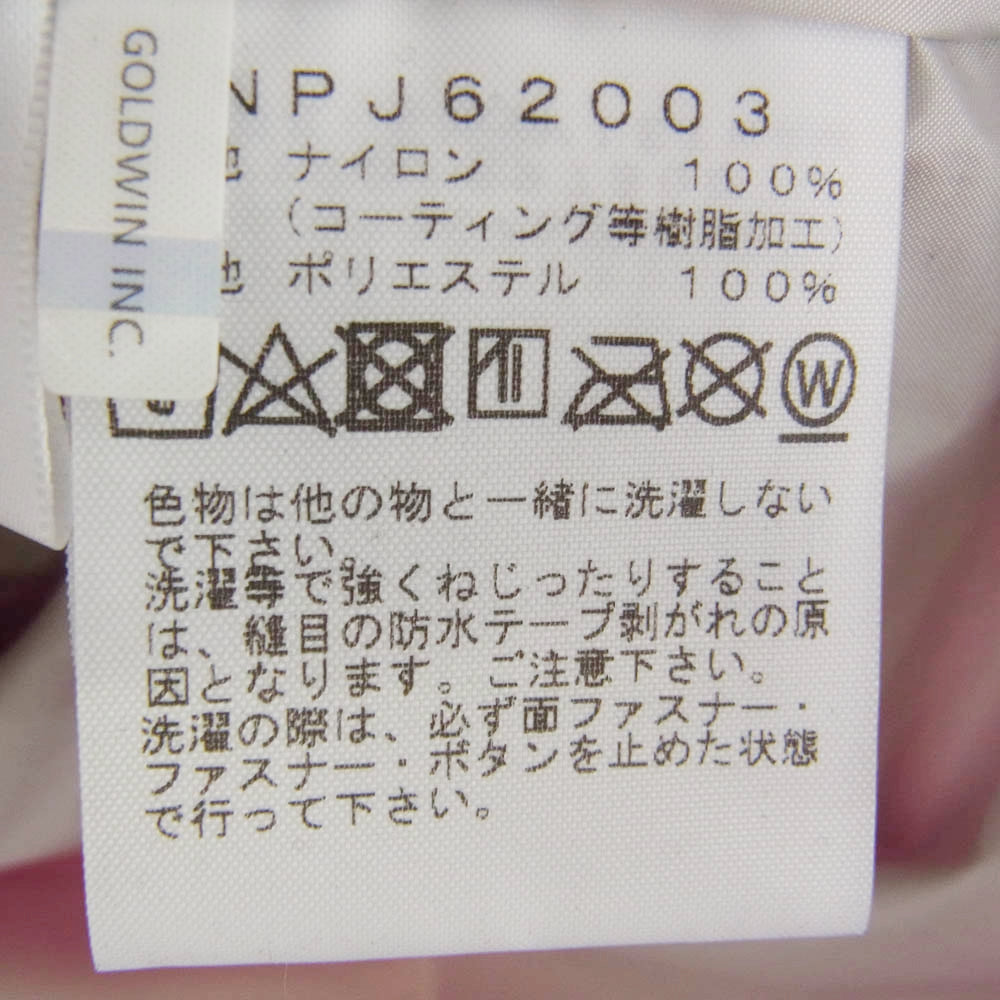 GOLDWIN INC.
NPJ62003
地 ナイロン 100%
(コーティング等樹脂加工)
地 ポリエステル 100%
W
色物は他の物と一緒に洗濯しない
で下さい。
洗濯等で強くねじったりすること
は、縫目の防水テープ剥がれの原
因となります。ご注意下さい。
洗濯の際は、必ず面ファスナー・
ファスナー・ボタンを止めた状態
で行って下さい。